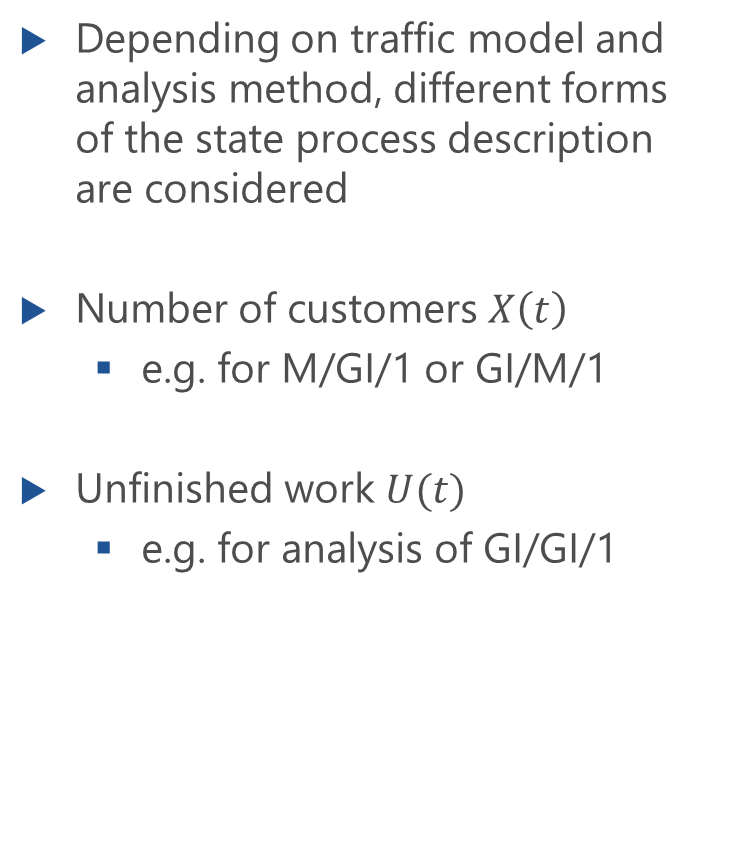 Depending on traffic model and
analysis method, different forms
of the state process description
are considered
Number of customers X(t)
e.g. for M/GI/1 or GI/M/1
Unfinished work U(t)
e.g. for analysis of GI/GI/1